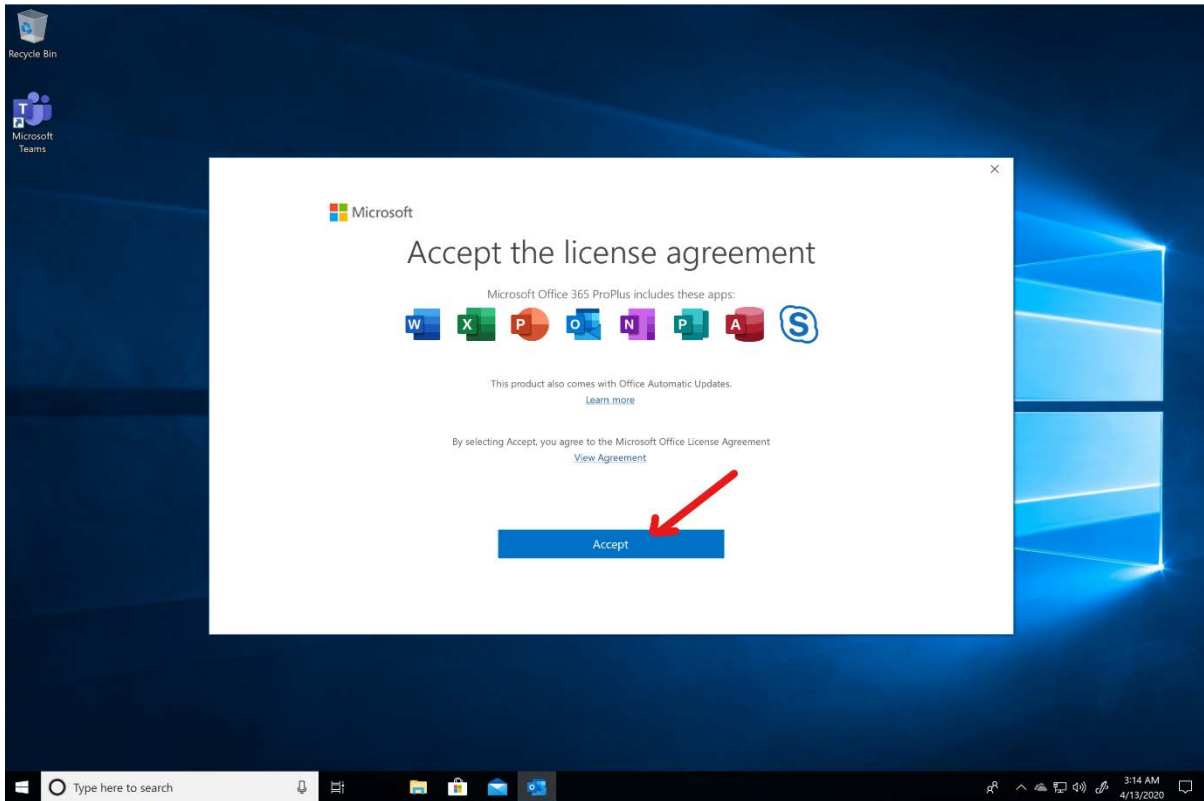 Recycle Bin
Microsoft
Teams
Microsoft
Accept the license agreement
Microsoft Office 365 ProPlus includes these apps:
W X P O N P A S
This product also comes with Office Automatic Updates.
Learn more
By selecting Accept, you agree to the Microsoft Office License Agreement
View Agreement
Accept
Type here to search
3:14 AM
4/13/2020